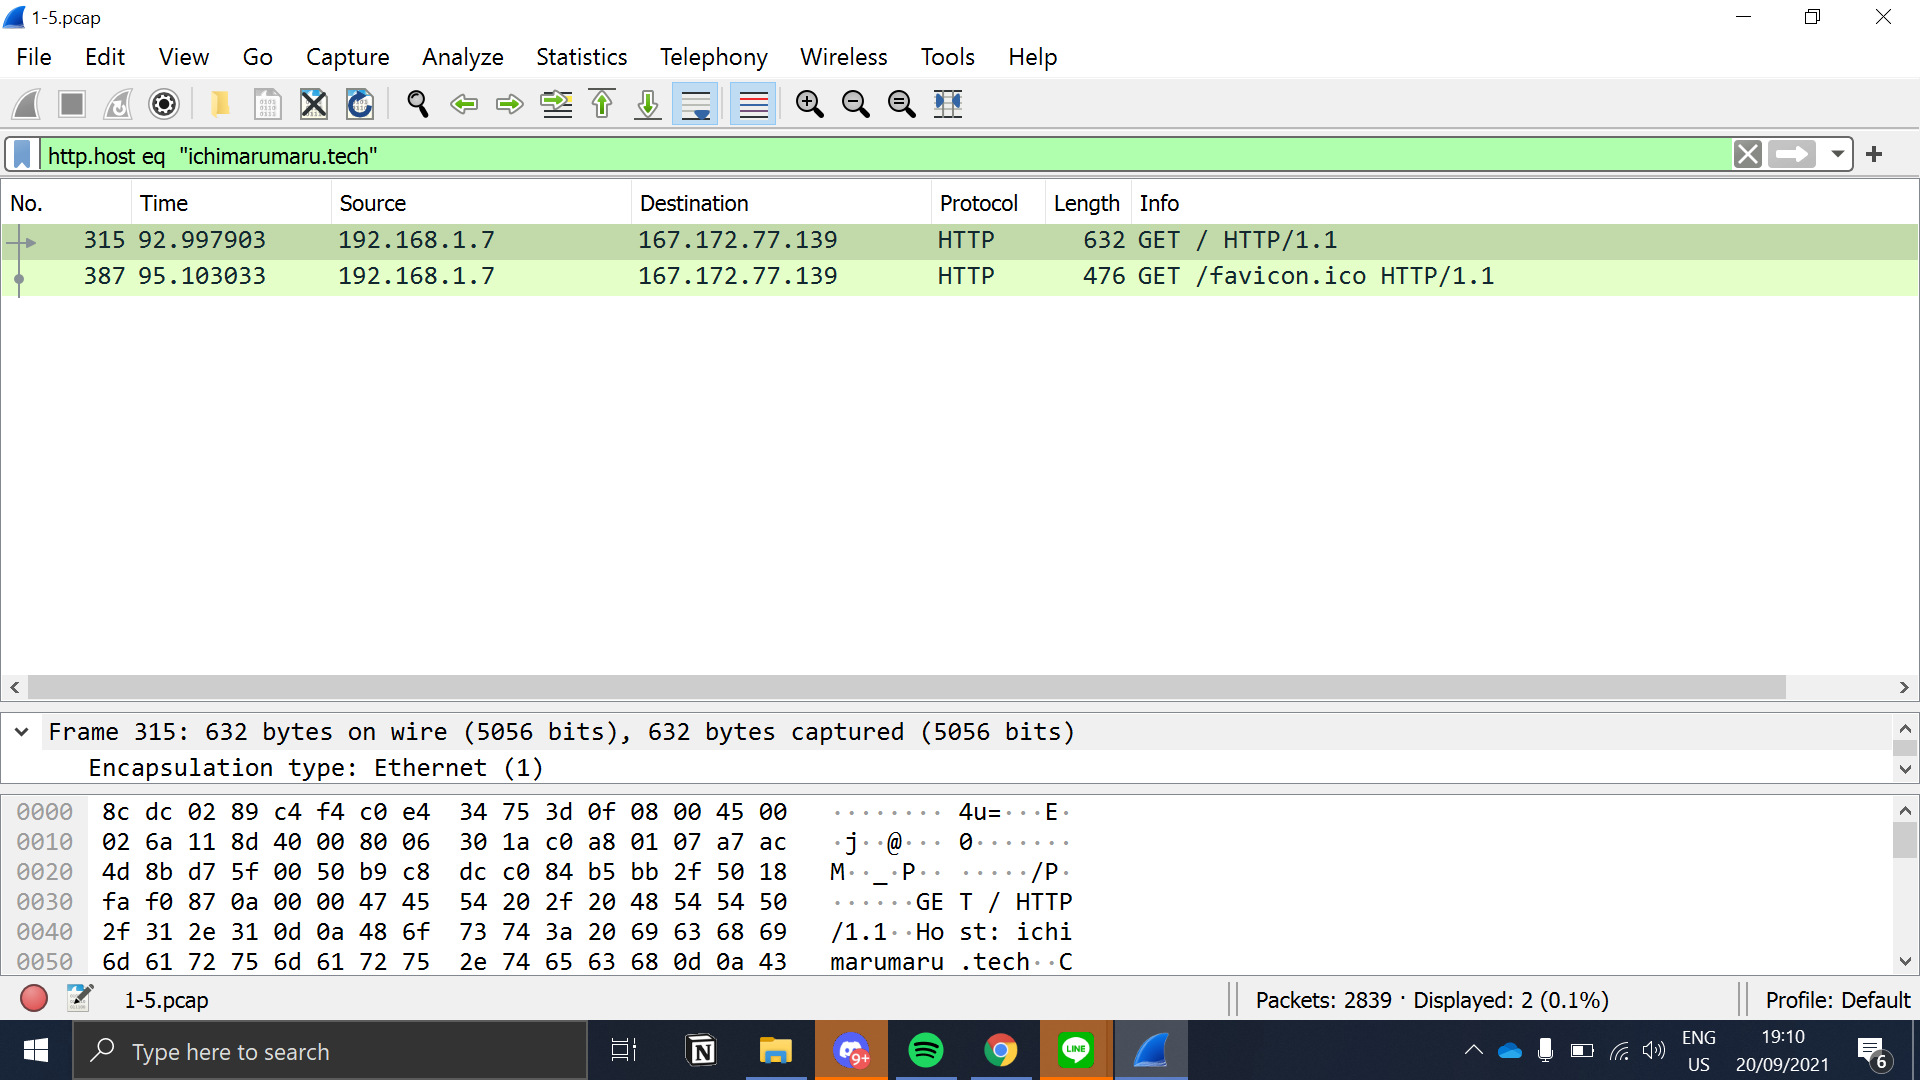 1-5.pcap
File Edit View Go Capture Analyze Statistics Telephony Wireless Tools Help
http.host eq "ichimarumaru.tech"
No. Time Source Destination Protocol Length Info
315 92.997903 192.168.1.7 167.172.77.139 HTTP 632 GET / HTTP/1.1
387 95.103033 192.168.1.7 167.172.77.139 HTTP 476 GET /favicon.ico HTTP/1.1
Frame 315: 632 bytes on wire (5056 bits), 632 bytes captured (5056 bits)
Encapsulation type: Ethernet (1)
0000 8c dc 02 89 c4 f4 c0 e4 34 75 3d 0f 08 00 45 00 ········ 4u=···E·
0010 02 6a 11 8d 40 00 80 06 30 1a c0 a8 01 07 a7 ac ·j··@··· 0·······
0020 4d 8b d7 5f 00 50 b9 c8 dc c0 84 b5 bb 2f 50 18 M··_·P·· ·····/P·
0030 fa f0 87 0a 00 00 47 45 54 20 2f 20 48 54 54 50 ······GE T / HTTP
0040 2f 31 2e 31 0d 0a 48 6f 73 74 3a 20 69 63 68 69 /1.1··Ho st: ichi
0050 6d 61 72 75 6d 61 72 75 2e 74 65 63 68 0d 0a 43 marumaru .tech··C
1-5.pcap Packets: 2839 · Displayed: 2 (0.1%) Profile: Default
Type here to search N 9+ LINE ENG 19:10
US 20/09/2021 6